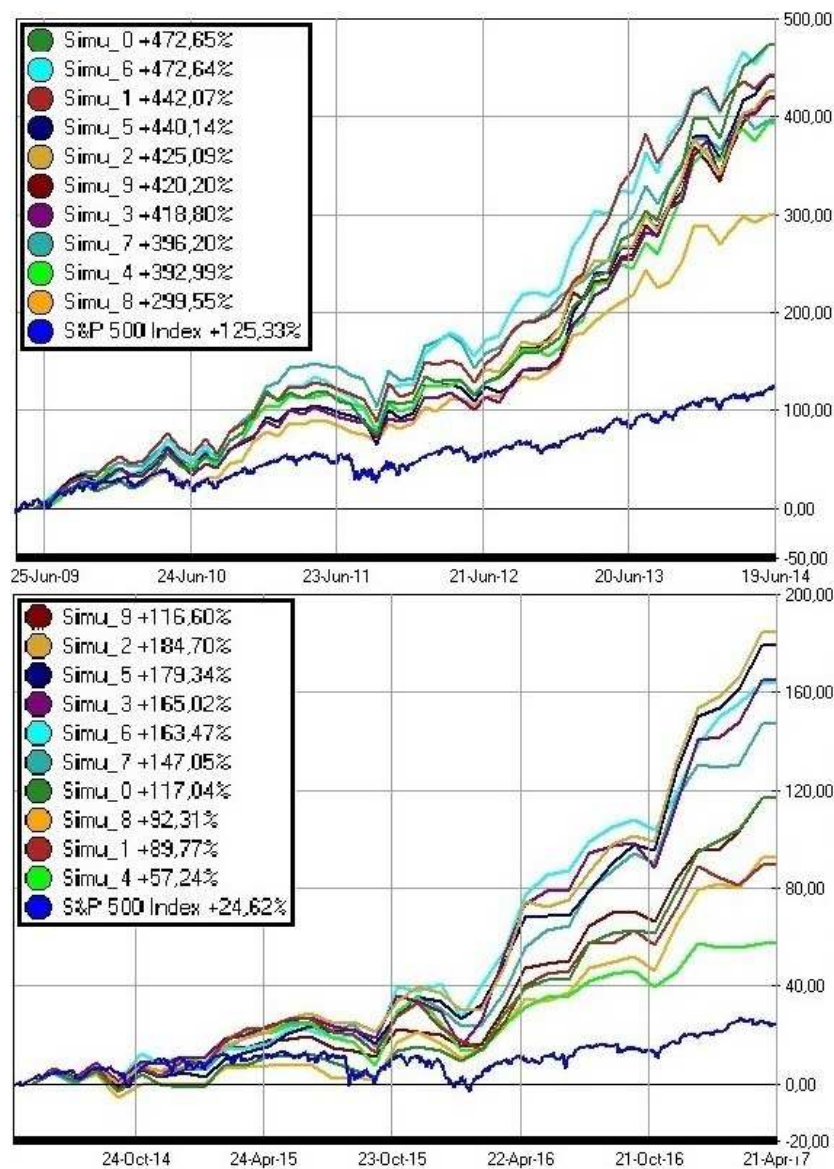 Simu_0 +472,65%
Simu_6 +472,64%
Simu_1 +442,07%
Simu_5 +440,14%
Simu_2 +425,09%
Simu_9 +420,20%
Simu_3 +418,80%
Simu_7 +396,20%
Simu_4 +392,99%
Simu_8 +299,55%
S&P 500 Index +125,33%
500,00
400,00
300,00
200,00
100,00
0,00
-50,00
25-Jun-09 24-Jun-10 23-Jun-11 21-Jun-12 20-Jun-13 19-Jun-14
Simu_9 +116,60%
Simu_2 +184,70%
Simu_5 +179,34%
Simu_3 +165,02%
Simu_6 +163,47%
Simu_7 +147,05%
Simu_0 +117,04%
Simu_8 +92,31%
Simu_1 +89,77%
Simu_4 +57,24%
S&P 500 Index +24,62%
200,00
160,00
120,00
80,00
40,00
0,00
-20,00
24-Oct-14 24-Apr-15 23-Oct-15 22-Apr-16 21-Oct-16 21-Apr-17